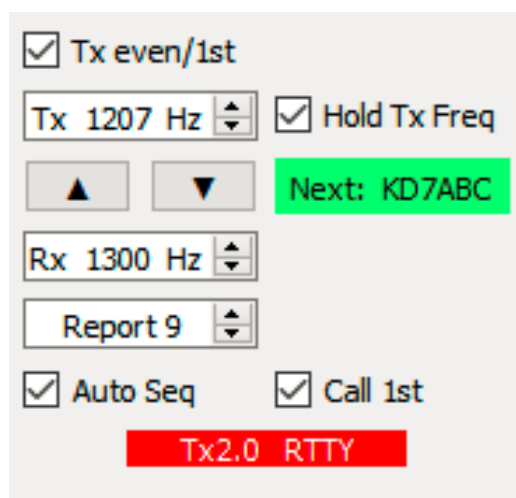 Tx even/1st
Tx 1207 Hz
Hold Tx Freq
▲ ▼
Next: KD7ABC
Rx 1300 Hz
Report 9
Auto Seq
Call 1st
Tx2.0 RTTY